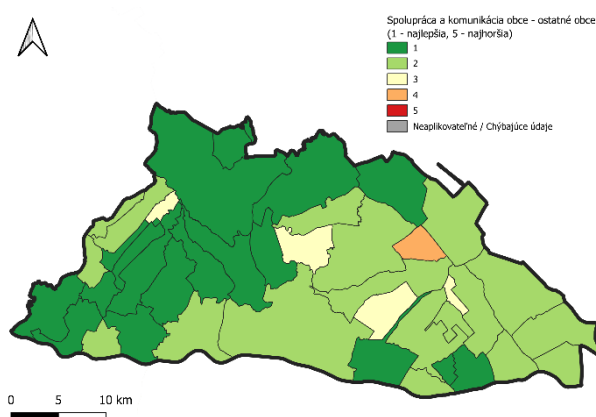 Spolupráca a komunikácia obce - ostatné obce
(1 - najlepšia, 5 - najhoršia)
1
2
3
4
5
Neaplikovateľné / Chýbajúce údaje
0 5 10 km